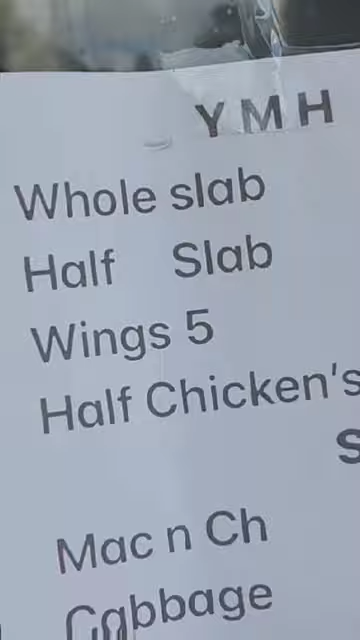 YMH
Whole slab
Half Slab
Wings 5
Half Chicken's
S
Mac n Ch
Cabbage